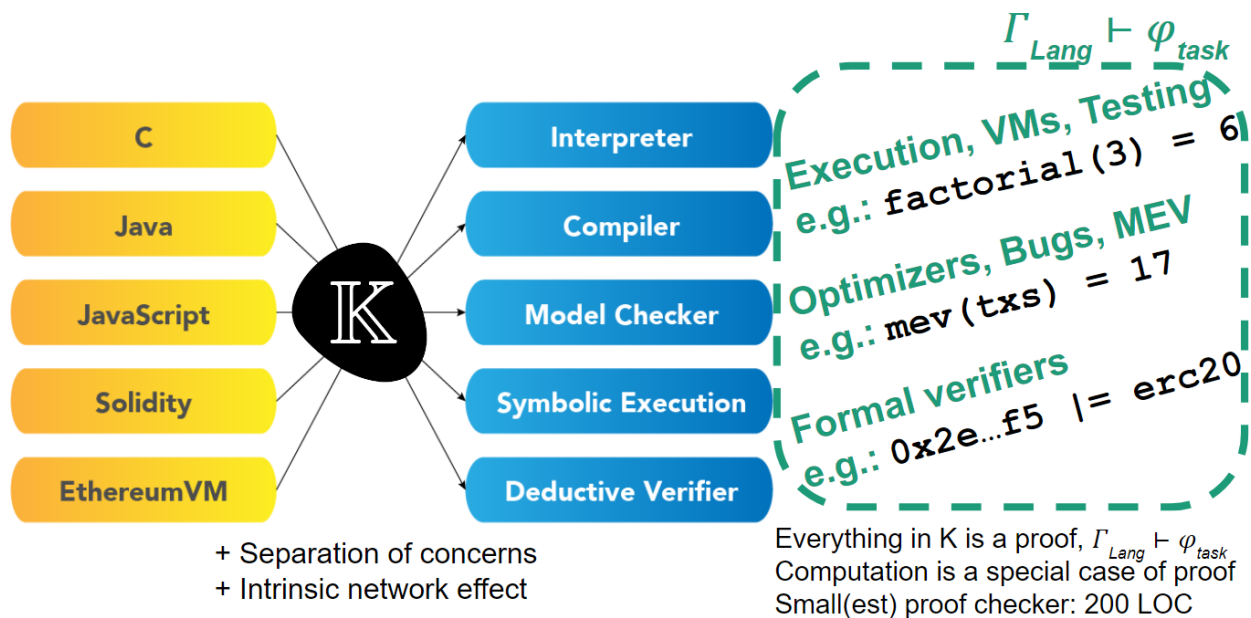 C
Java
JavaScript
Solidity
EthereumVM
𝕂
Interpreter
Compiler
Model Checker
Symbolic Execution
Deductive Verifier
Γ_Lang ⊢ φ_task
Execution, VMs, Testing
e.g.: factorial(3) = 6
Optimizers, Bugs, MEV
e.g.: mev(txs) = 17
Formal verifiers
e.g.: 0x2e…f5 |= erc20
+ Separation of concerns
+ Intrinsic network effect
Everything in K is a proof, Γ_Lang ⊢ φ_task
Computation is a special case of proof
Small(est) proof checker: 200 LOC